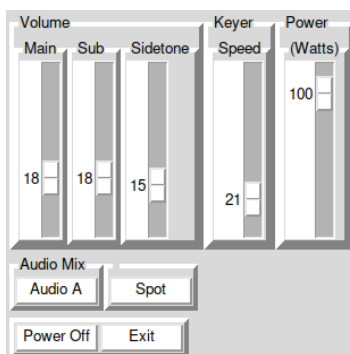 Volume Keyer Power
Main Sub Sidetone Speed (Watts)
100
18 18 15
21
Audio Mix
Audio A Spot
Power Off Exit